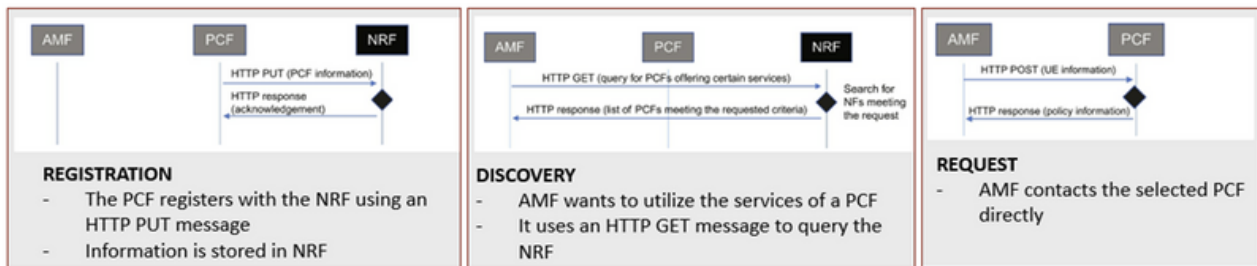 AMF
PCF
NRF
HTTP PUT (PCF information)
HTTP response
(acknowledgement)
REGISTRATION
- The PCF registers with the NRF using an
HTTP PUT message
- Information is stored in NRF
AMF
PCF
NRF
HTTP GET (query for PCFs offering certain services)
Search for
NFs meeting
the request
HTTP response (list of PCFs meeting the requested criteria)
DISCOVERY
- AMF wants to utilize the services of a PCF
- It uses an HTTP GET message to query the
NRF
AMF
PCF
HTTP POST (UE information)
HTTP response (policy information)
REQUEST
- AMF contacts the selected PCF
directly